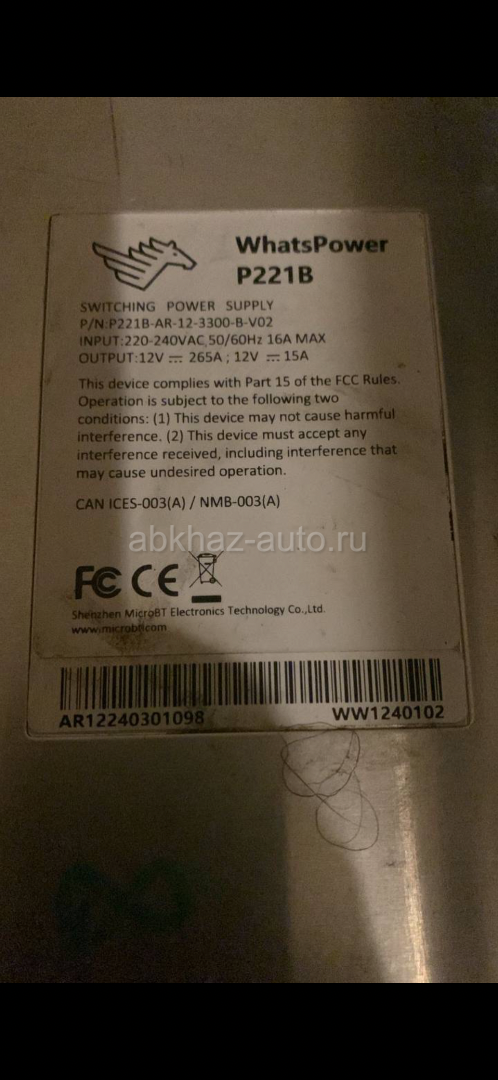 WhatsPower
P221B
SWITCHING POWER SUPPLY
P/N:P221B-AR-12-3300-B-V02
INPUT:220-240VAC 50/60Hz 16A MAX
OUTPUT:12V ⎓ 265A ; 12V ⎓ 15A
This device complies with Part 15 of the FCC Rules.
Operation is subject to the following two
conditions: (1) This device may not cause harmful
interference. (2) This device must accept any
interference received, including interference that
may cause undesired operation.
CAN ICES-003(A) / NMB-003(A)
abkhaz-auto.ru
FC CE
Shenzhen MicroBT Electronics Technology Co.,Ltd.
www.microbt.com
AR12240301098 WW1240102